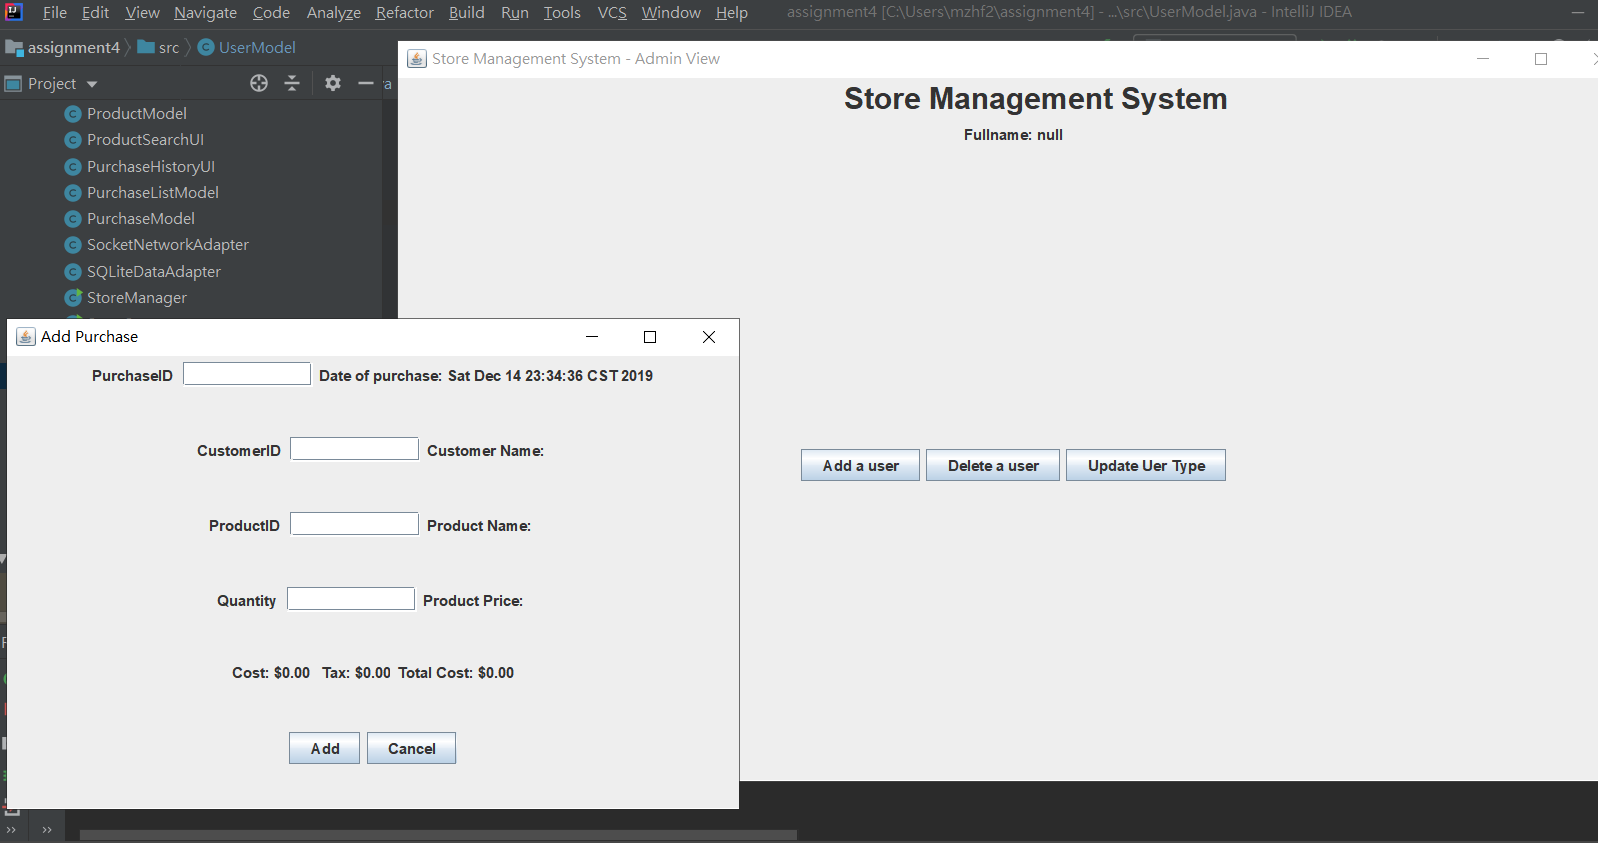 File Edit View Navigate Code Analyze Refactor Build Run Tools VCS Window Help assignment4 [C:\Users\mzhf2\assignment4] - ...\src\UserModel.java - IntelliJ IDEA
assignment4 src UserModel
Store Management System - Admin View
Project
Store Management System
Fullname: null
ProductModel
ProductSearchUI
PurchaseHistoryUI
PurchaseListModel
PurchaseModel
SocketNetworkAdapter
SQLiteDataAdapter
StoreManager
Add a user Delete a user Update Uer Type
Add Purchase
PurchaseID Date of purchase: Sat Dec 14 23:34:36 CST 2019
CustomerID Customer Name:
ProductID Product Name:
Quantity Product Price:
Cost: $0.00 Tax: $0.00 Total Cost: $0.00
Add Cancel